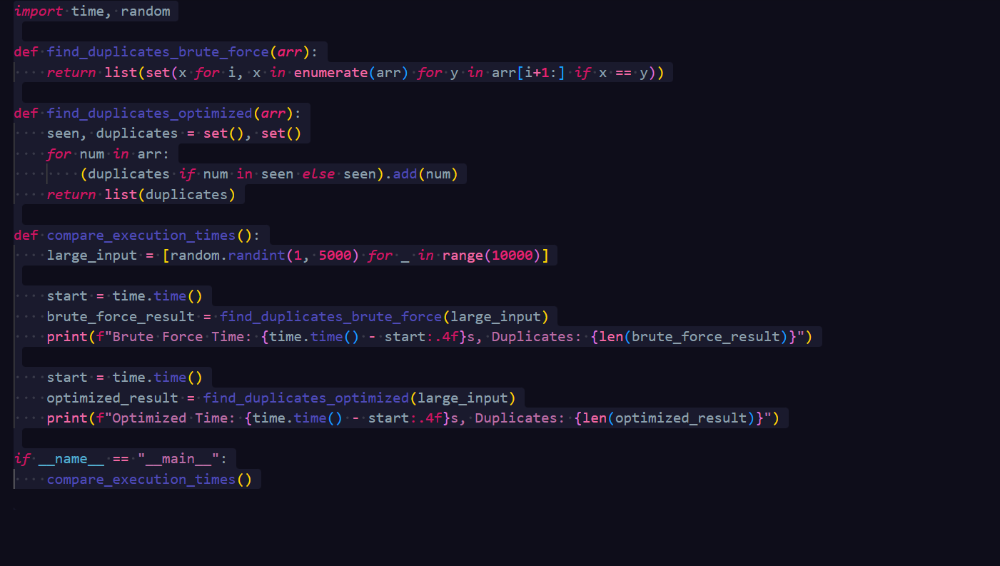 import time, random
def find_duplicates_brute_force(arr):
    return list(set(x for i, x in enumerate(arr) for y in arr[i+1:] if x == y))
def find_duplicates_optimized(arr):
    seen, duplicates = set(), set()
    for num in arr:
        (duplicates if num in seen else seen).add(num)
    return list(duplicates)
def compare_execution_times():
    large_input = [random.randint(1, 5000) for _ in range(10000)]
    start = time.time()
    brute_force_result = find_duplicates_brute_force(large_input)
    print(f"Brute Force Time: {time.time() - start:.4f}s, Duplicates: {len(brute_force_result)}")
    start = time.time()
    optimized_result = find_duplicates_optimized(large_input)
    print(f"Optimized Time: {time.time() - start:.4f}s, Duplicates: {len(optimized_result)}")
if __name__ == "__main__":
    compare_execution_times()